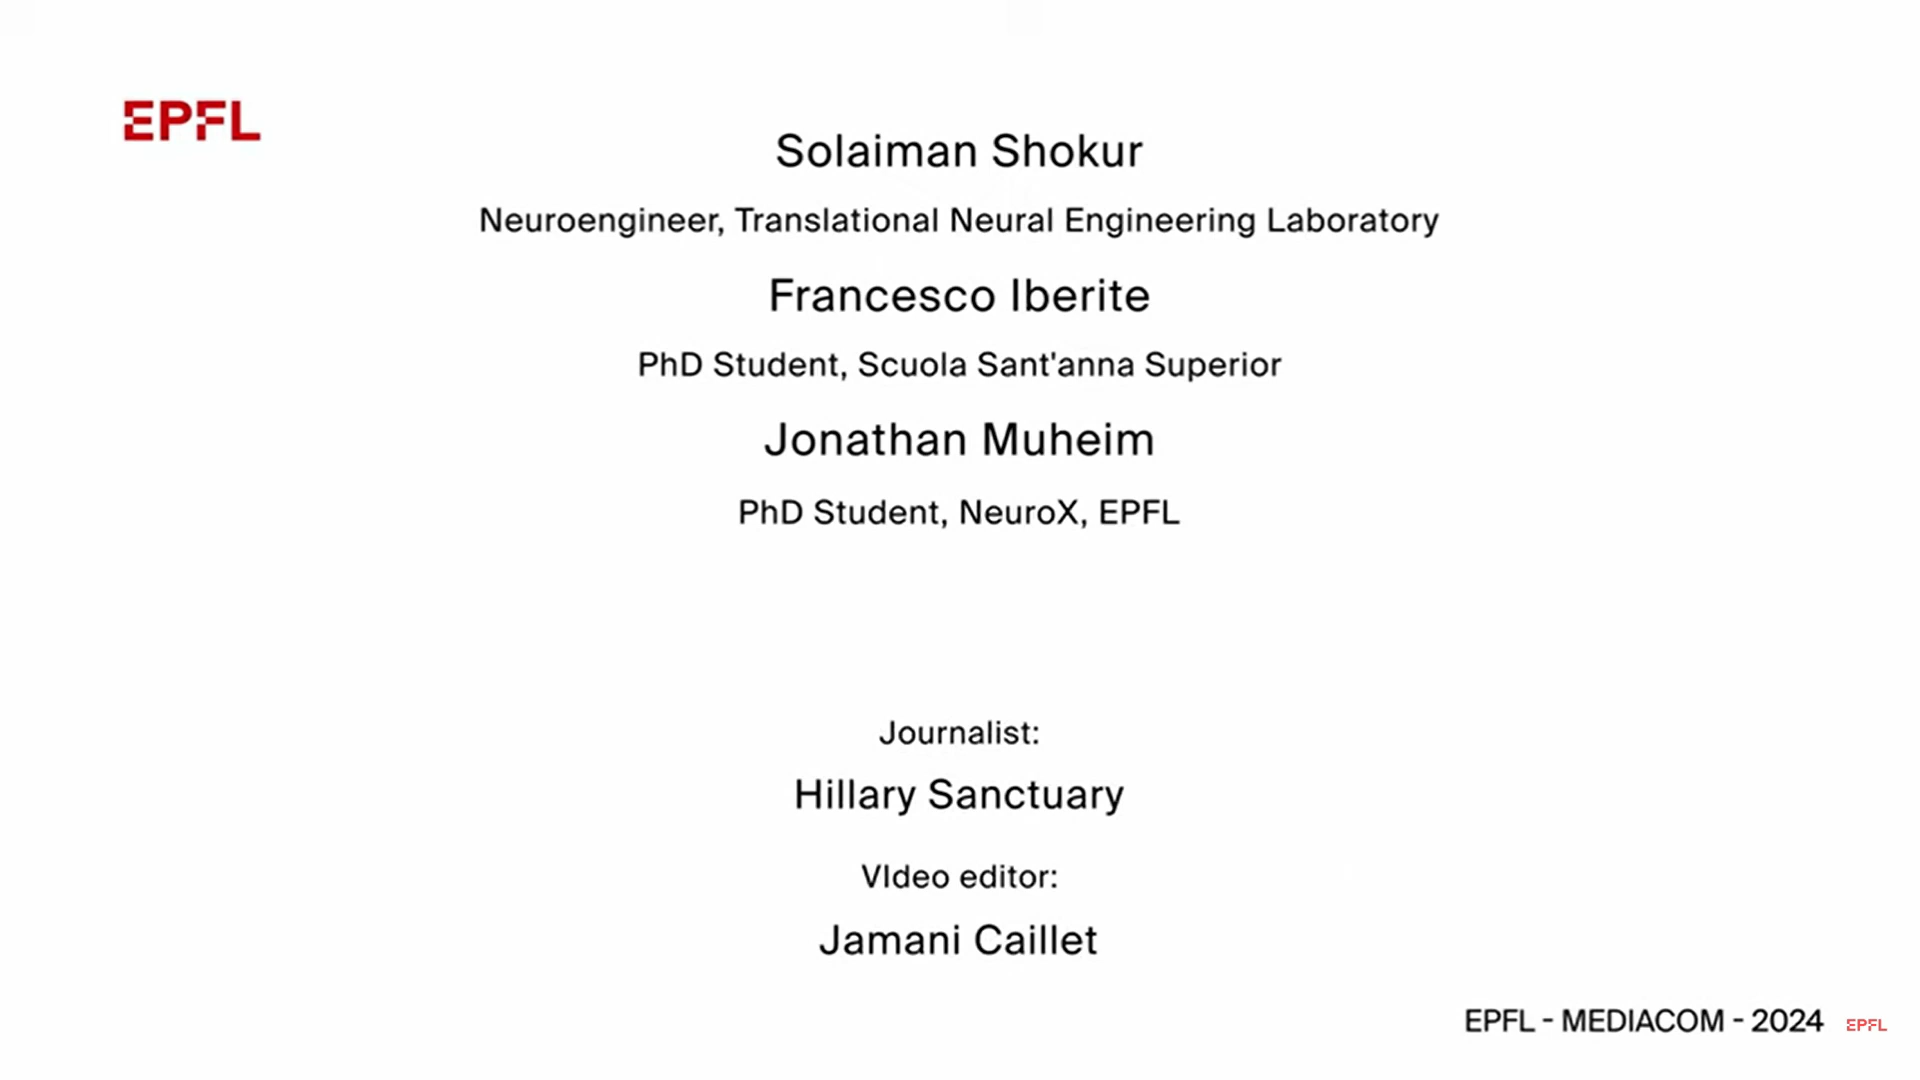 EPFL
Solaiman Shokur
Neuroengineer, Translational Neural Engineering Laboratory
Francesco Iberite
PhD Student, Scuola Sant'anna Superior
Jonathan Muheim
PhD Student, NeuroX, EPFL
Journalist:
Hillary Sanctuary
VIdeo editor:
Jamani Caillet
EPFL - MEDIACOM - 2024 EPFL